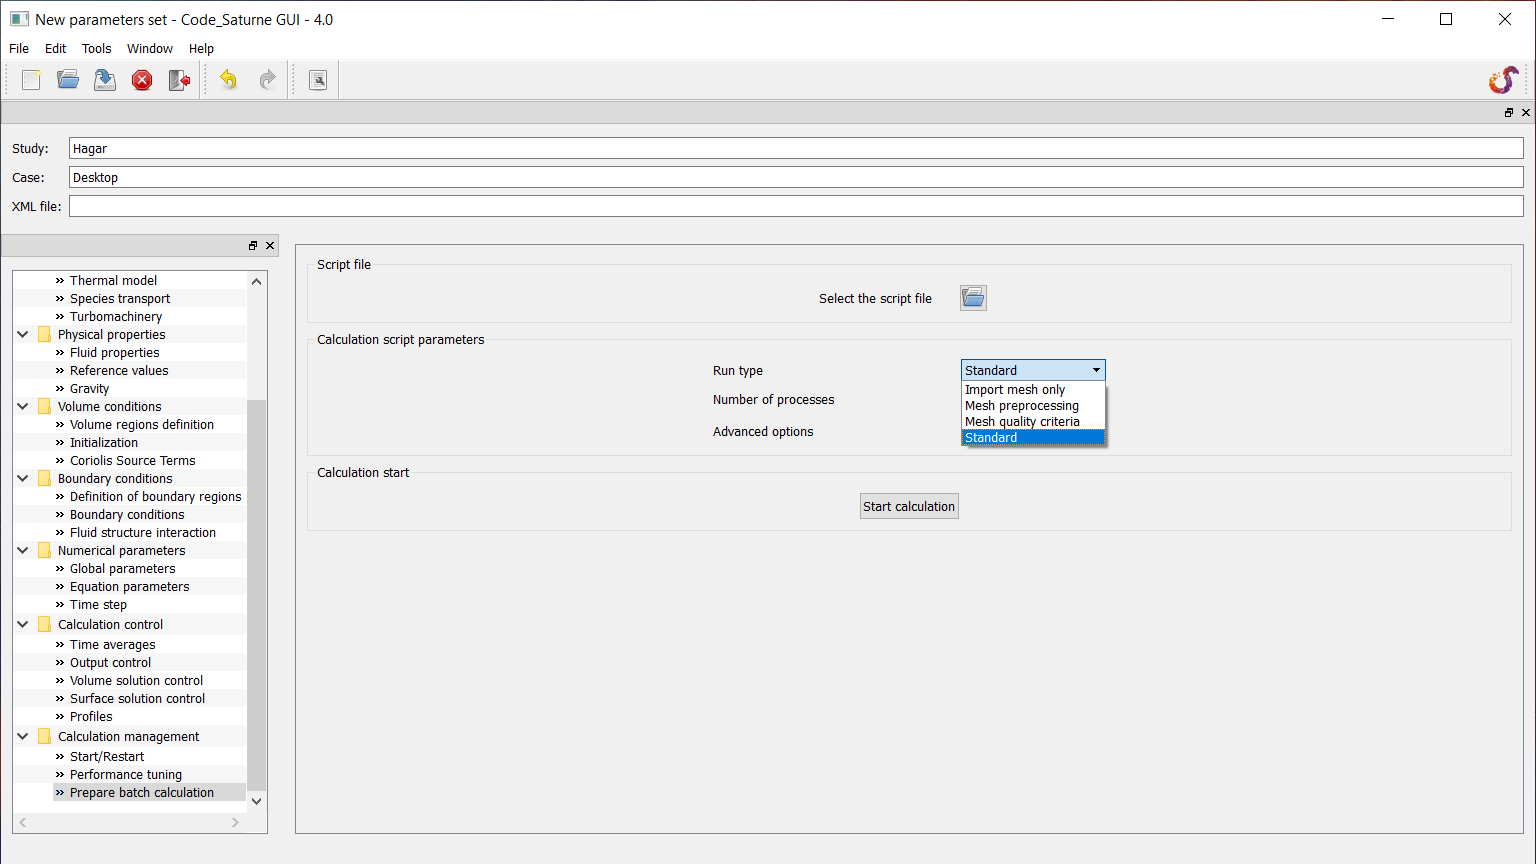 New parameters set - Code_Saturne GUI - 4.0
File Edit Tools Window Help
Study: Hagar
Case: Desktop
XML file:
Thermal model
Species transport
Turbomachinery
Physical properties
Fluid properties
Reference values
Gravity
Volume conditions
Volume regions definition
Initialization
Coriolis Source Terms
Boundary conditions
Definition of boundary regions
Boundary conditions
Fluid structure interaction
Numerical parameters
Global parameters
Equation parameters
Time step
Calculation control
Time averages
Output control
Volume solution control
Surface solution control
Profiles
Calculation management
Start/Restart
Performance tuning
Prepare batch calculation
Script file
Select the script file
Calculation script parameters
Run type Standard
Import mesh only
Mesh preprocessing
Mesh quality criteria
Standard
Number of processes
Advanced options
Calculation start
Start calculation